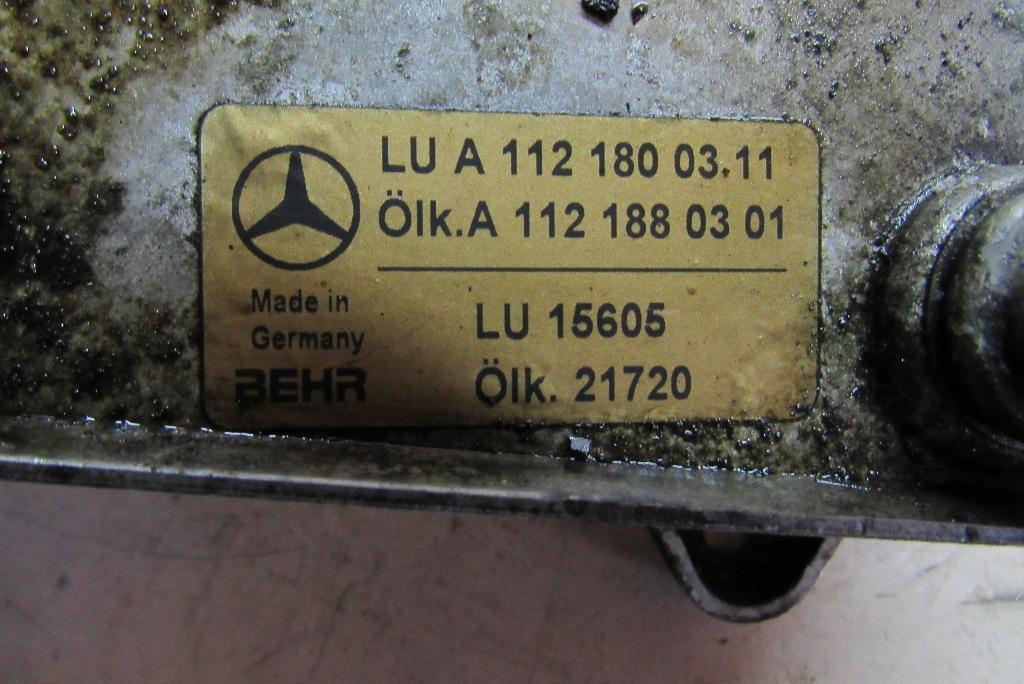 LU A 112 180 03.11
Ölk.A 112 188 03 01
Made in
Germany
BEHR
LU 15605
Ölk. 21720